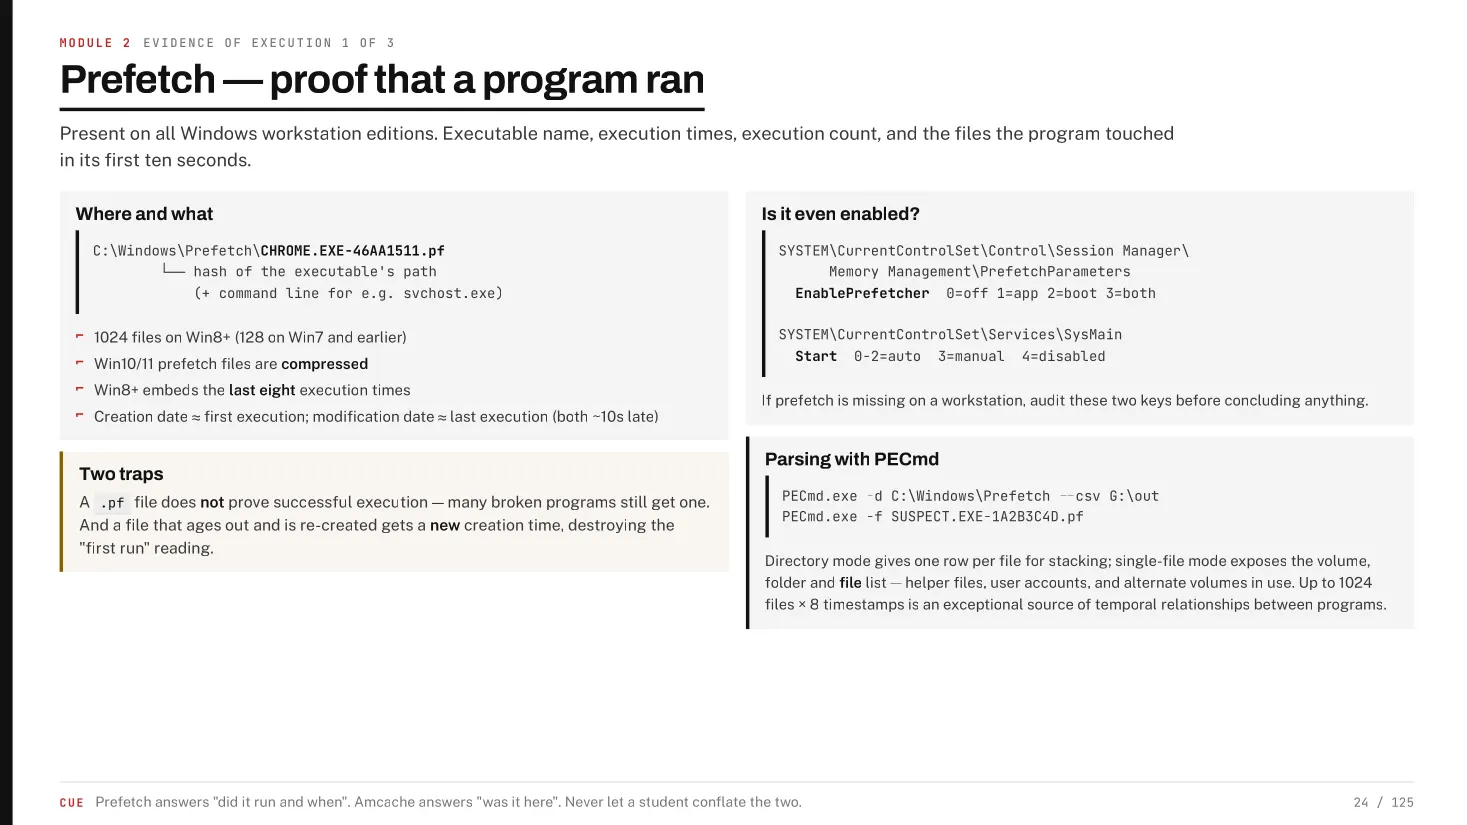 MODULE 2 EVIDENCE OF EXECUTION 1 OF 3
Prefetch — proof that a program ran
Present on all Windows workstation editions. Executable name, execution times, execution count, and the files the program touched
in its first ten seconds.
Where and what
C:\Windows\Prefetch\CHROME.EXE-46AA1511.pf
└── hash of the executable's path
(+ command line for e.g. svchost.exe)
1024 files on Win8+ (128 on Win7 and earlier)
Win10/11 prefetch files are compressed
Win8+ embeds the last eight execution times
Creation date ≈ first execution; modification date ≈ last execution (both ~10s late)
Two traps
A .pf file does not prove successful execution — many broken programs still get one.
And a file that ages out and is re-created gets a new creation time, destroying the
"first run" reading.
Is it even enabled?
SYSTEM\CurrentControlSet\Control\Session Manager\
Memory Management\PrefetchParameters
EnablePrefetcher 0=off 1=app 2=boot 3=both
SYSTEM\CurrentControlSet\Services\SysMain
Start 0-2=auto 3=manual 4=disabled
If prefetch is missing on a workstation, audit these two keys before concluding anything.
Parsing with PECmd
PECmd.exe -d C:\Windows\Prefetch --csv G:\out
PECmd.exe -f SUSPECT.EXE-1A2B3C4D.pf
Directory mode gives one row per file for stacking; single-file mode exposes the volume,
folder and file list — helper files, user accounts, and alternate volumes in use. Up to 1024
files × 8 timestamps is an exceptional source of temporal relationships between programs.
CUE Prefetch answers "did it run and when". Amcache answers "was it here". Never let a student conflate the two.
24 / 125